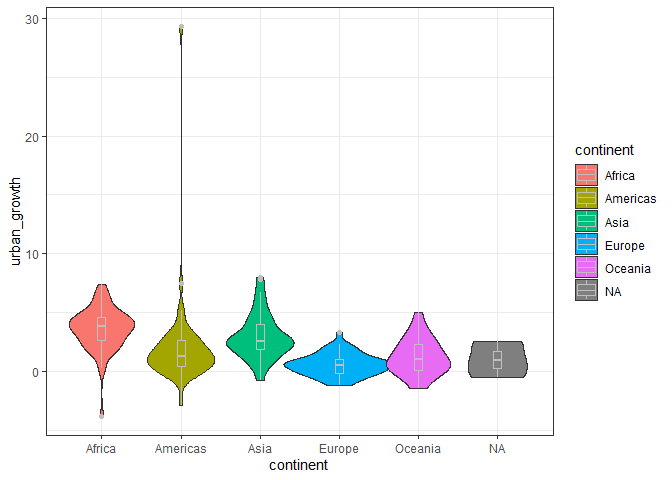 30
20
10
0
urban_growth
Africa
Americas
Asia
Europe
Oceania
NA
continent
continent
Africa
Americas
Asia
Europe
Oceania
NA